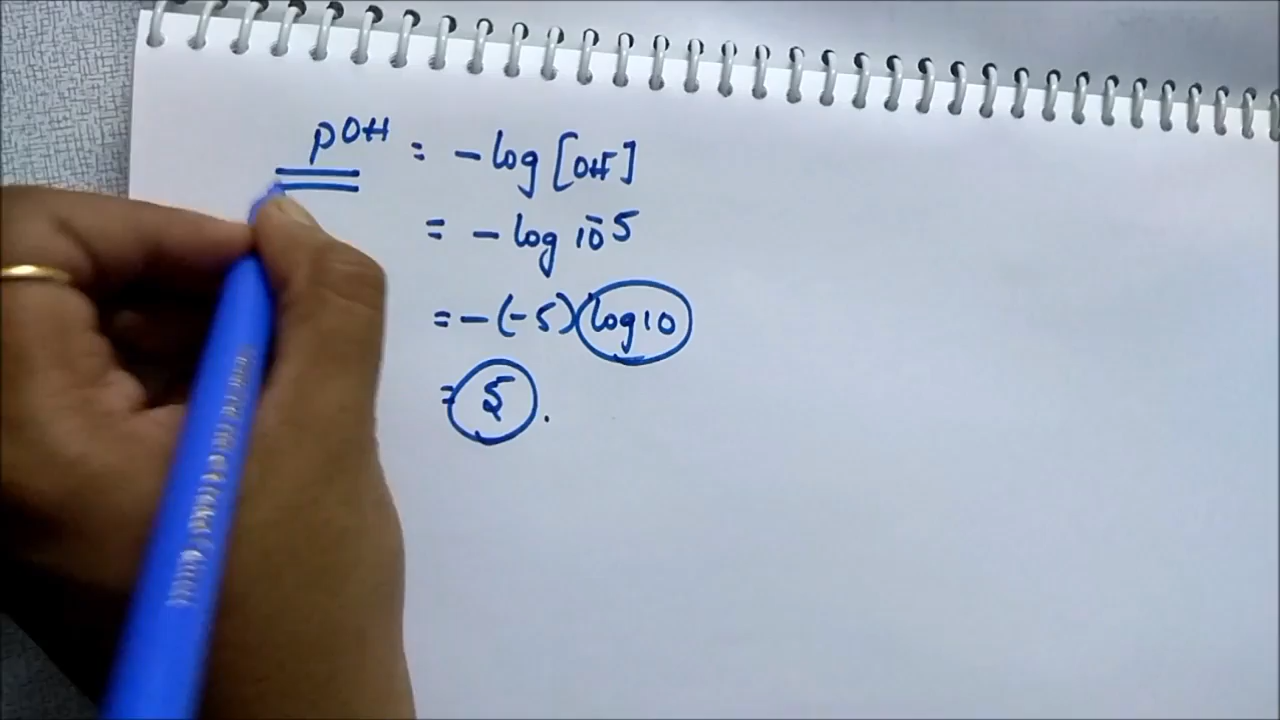 pOH = -log [OH⁻]
= -log 10⁻⁵
= -(-5) log 10
= 5.